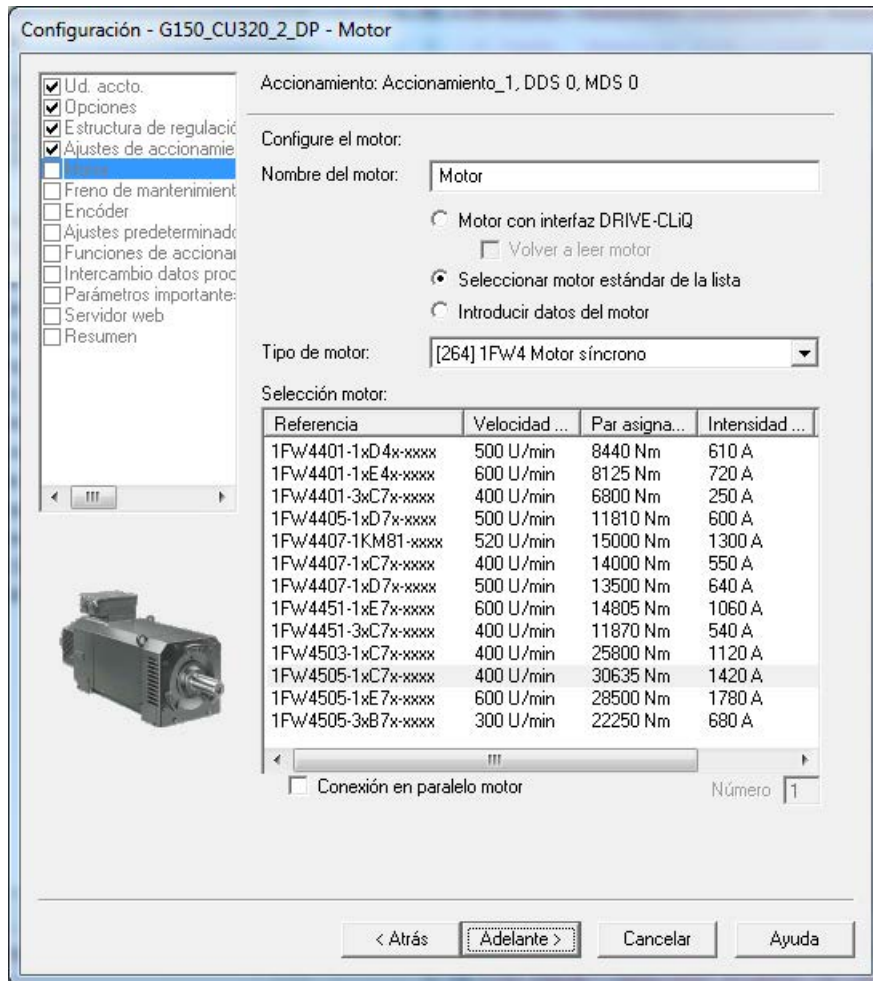 Configuración - G150_CU320_2_DP - Motor
Ud. accto.
Opciones
Estructura de regulació
Ajustes de accionamie
Freno de mantenimient
Encóder
Ajustes predeterminado
Funciones de accionar
Intercambio datos proc
Parámetros importante:
Servidor web
Resumen
Accionamiento: Accionamiento_1, DDS 0, MDS 0
Configure el motor:
Nombre del motor: Motor
Motor con interfaz DRIVE-CLiQ
Volver a leer motor
Seleccionar motor estándar de la lista
Introducir datos del motor
Tipo de motor: [264] 1FW4 Motor síncrono
Selección motor:
Referencia Velocidad ... Par asigna... Intensidad ...
1FW4401-1xD4x-xxxx 500 U/min 8440 Nm 610 A
1FW4401-1xE4x-xxxx 600 U/min 8125 Nm 720 A
1FW4401-3xC7x-xxxx 400 U/min 6800 Nm 250 A
1FW4405-1xD7x-xxxx 500 U/min 11810 Nm 600 A
1FW4407-1KM81-xxxx 520 U/min 15000 Nm 1300 A
1FW4407-1xC7x-xxxx 400 U/min 14000 Nm 550 A
1FW4407-1xD7x-xxxx 500 U/min 13500 Nm 640 A
1FW4451-1xE7x-xxxx 600 U/min 14805 Nm 1060 A
1FW4451-3xC7x-xxxx 400 U/min 11870 Nm 540 A
1FW4503-1xC7x-xxxx 400 U/min 25800 Nm 1120 A
1FW4505-1xC7x-xxxx 400 U/min 30635 Nm 1420 A
1FW4505-1xE7x-xxxx 600 U/min 28500 Nm 1780 A
1FW4505-3xB7x-xxxx 300 U/min 22250 Nm 680 A
Conexión en paralelo motor Número 1
< Atrás Adelante > Cancelar Ayuda